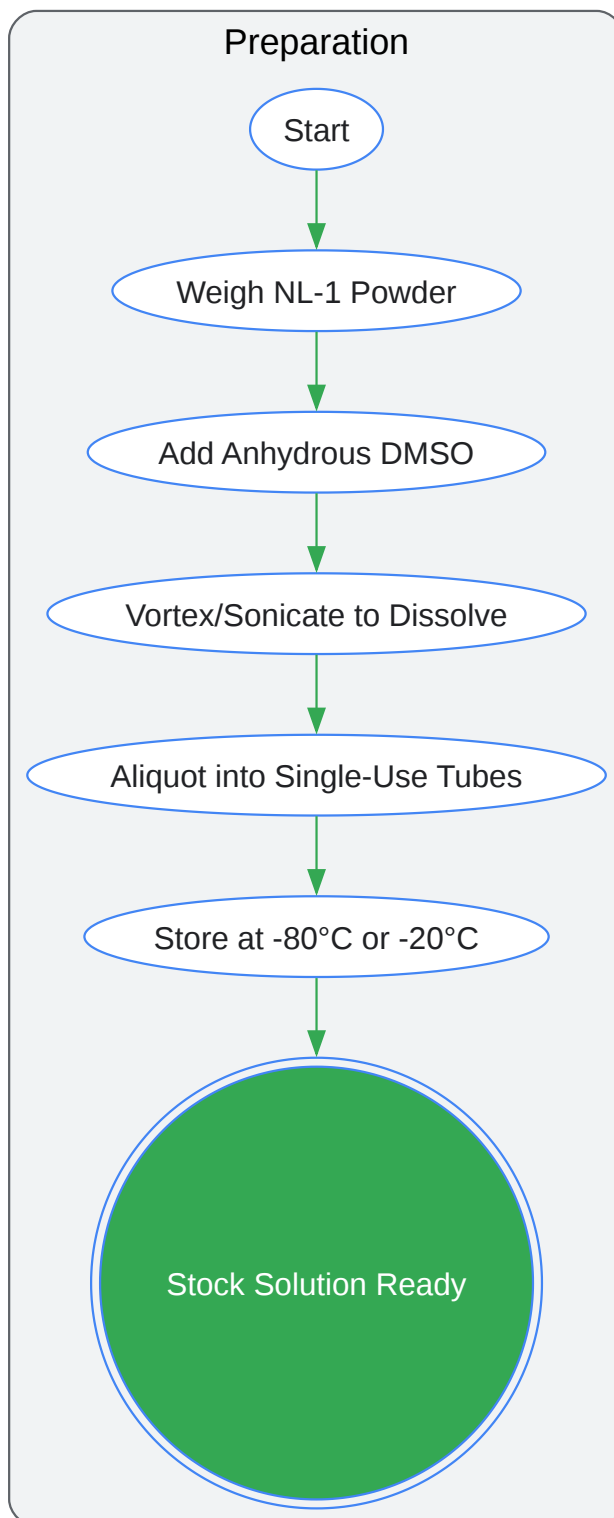 Preparation
Start
Weigh NL-1 Powder
Add Anhydrous DMSO
Vortex/Sonicate to Dissolve
Aliquot into Single-Use Tubes
Store at -80°C or -20°C
Stock Solution Ready